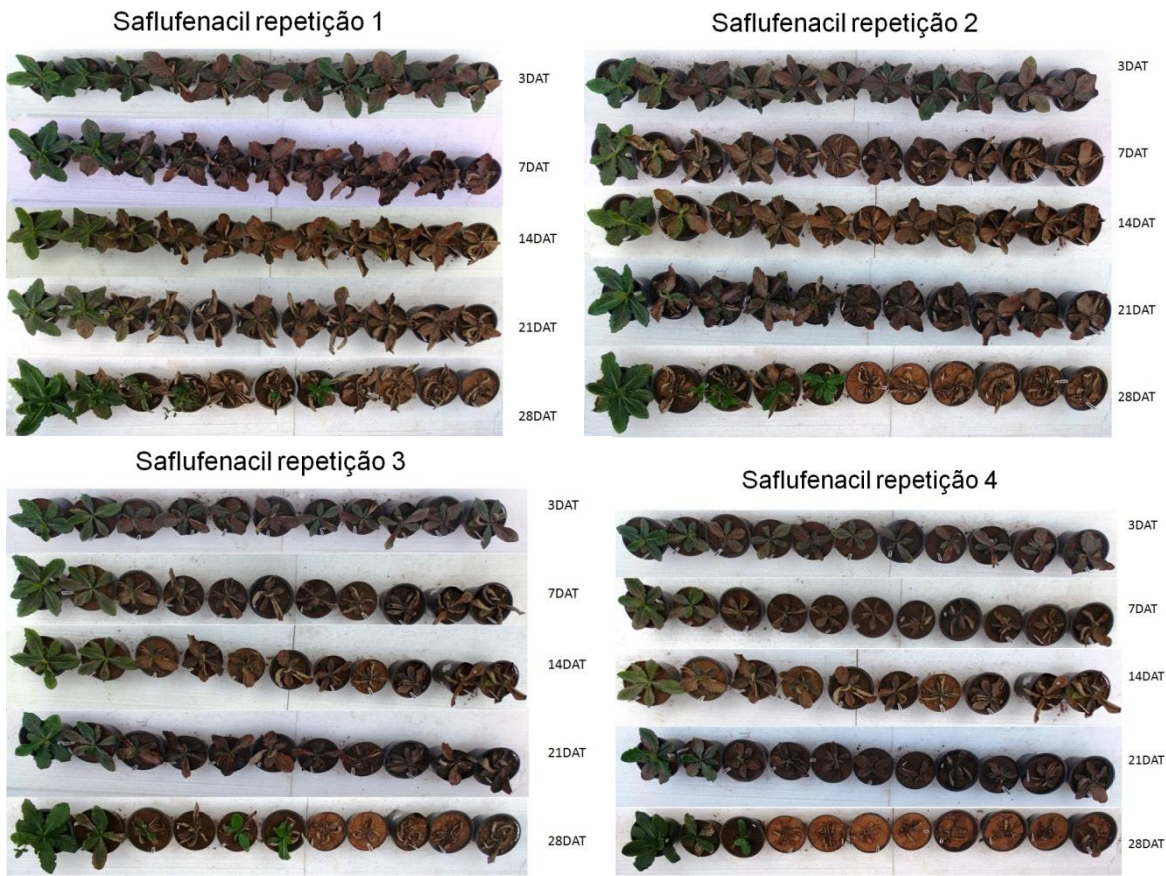 Saflufenacil repetição 1
3DAT
7DAT
14DAT
21DAT
28DAT
Saflufenacil repetição 2
3DAT
7DAT
14DAT
21DAT
28DAT
Saflufenacil repetição 3
3DAT
7DAT
14DAT
21DAT
28DAT
Saflufenacil repetição 4
3DAT
7DAT
14DAT
21DAT
28DAT